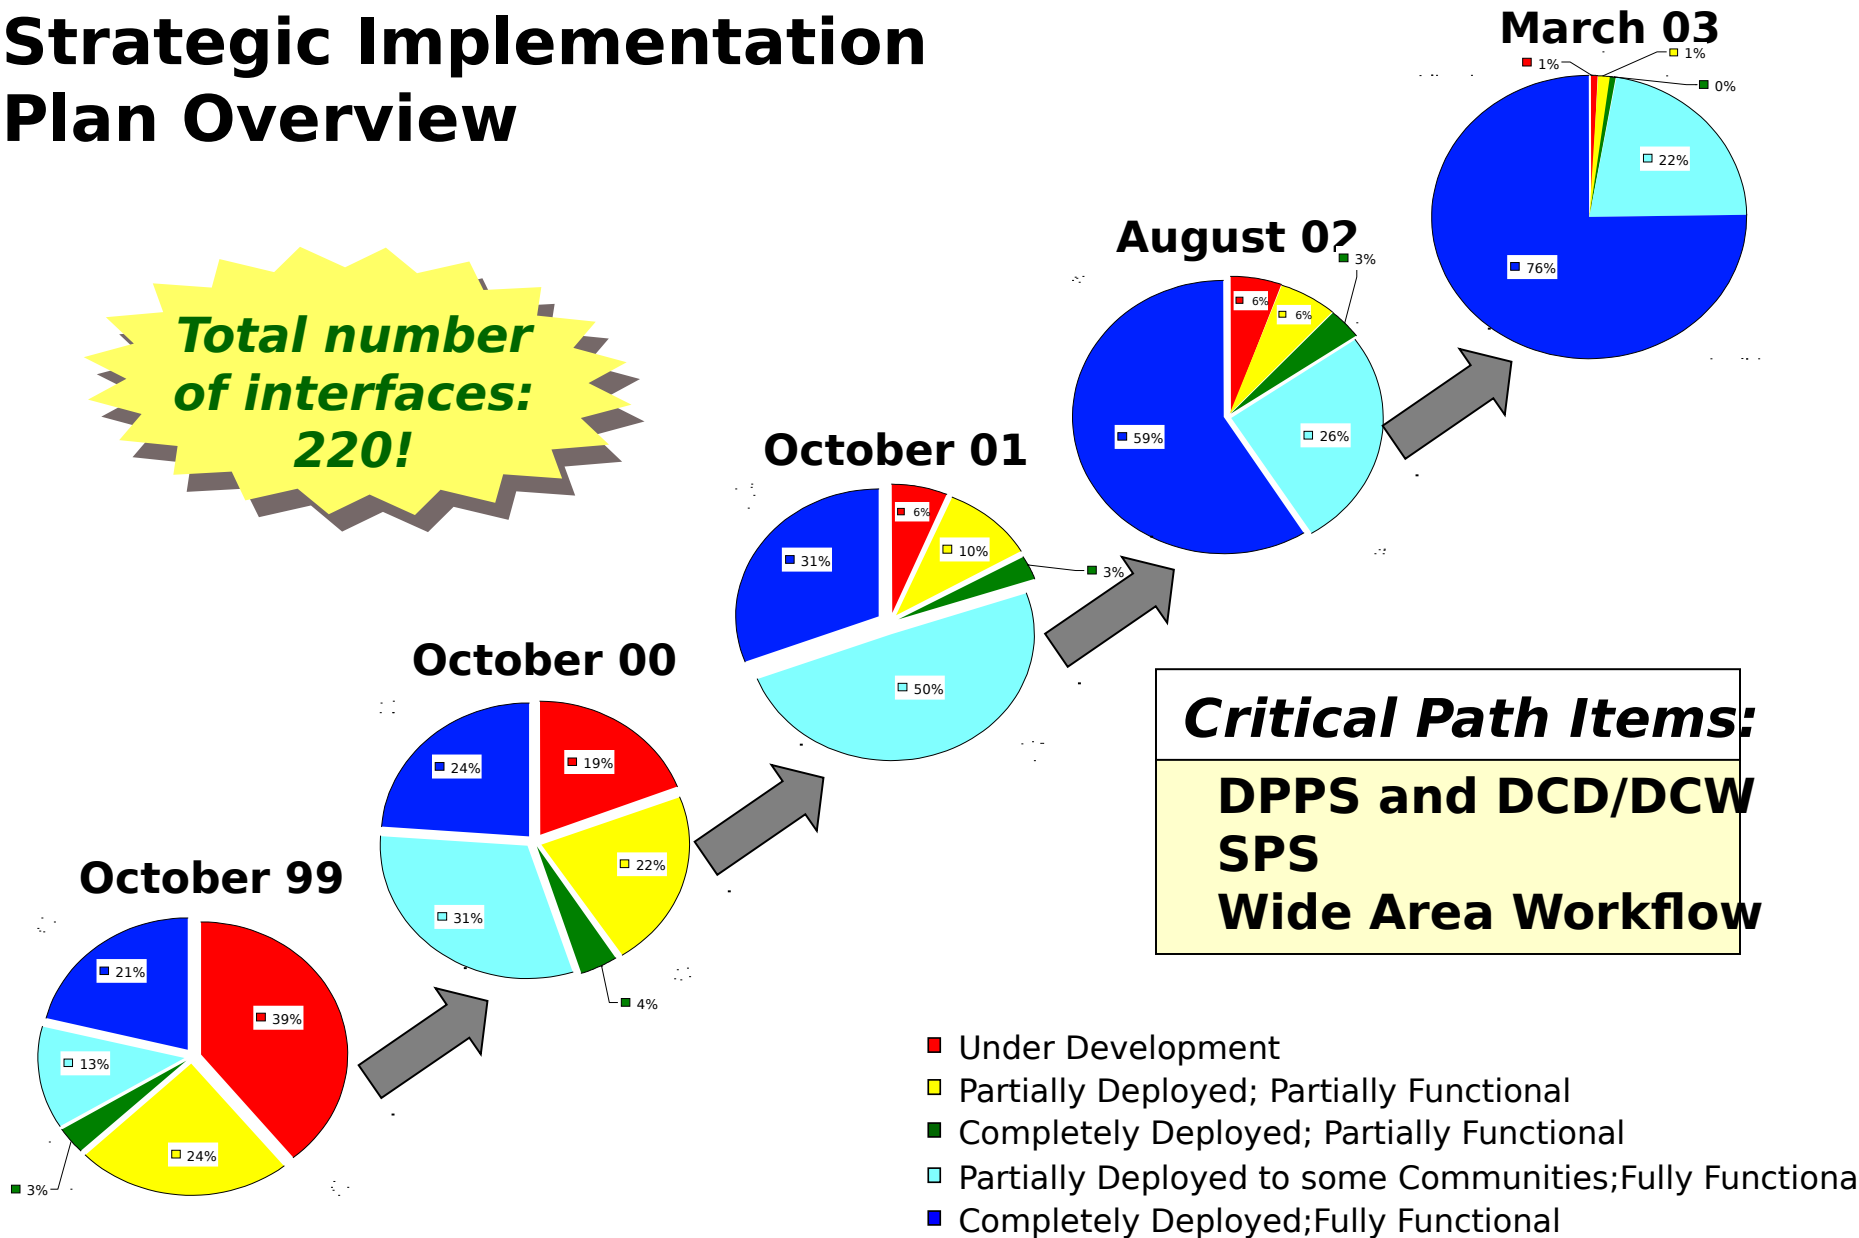 Strategic Implementation
Plan Overview
March 03
1%
1%
0%
22%
76%
August 02
3%
6%
6%
59%
26%
Total number
of interfaces:
220!
October 01
6%
10%
31%
3%
50%
October 00
19%
24%
22%
31%
4%
October 99
21%
39%
13%
24%
3%
Critical Path Items:
DPPS and DCD/DCW
SPS
Wide Area Workflow
Under Development
Partially Deployed; Partially Functional
Completely Deployed; Partially Functional
Partially Deployed to some Communities;Fully Functiona
Completely Deployed;Fully Functional